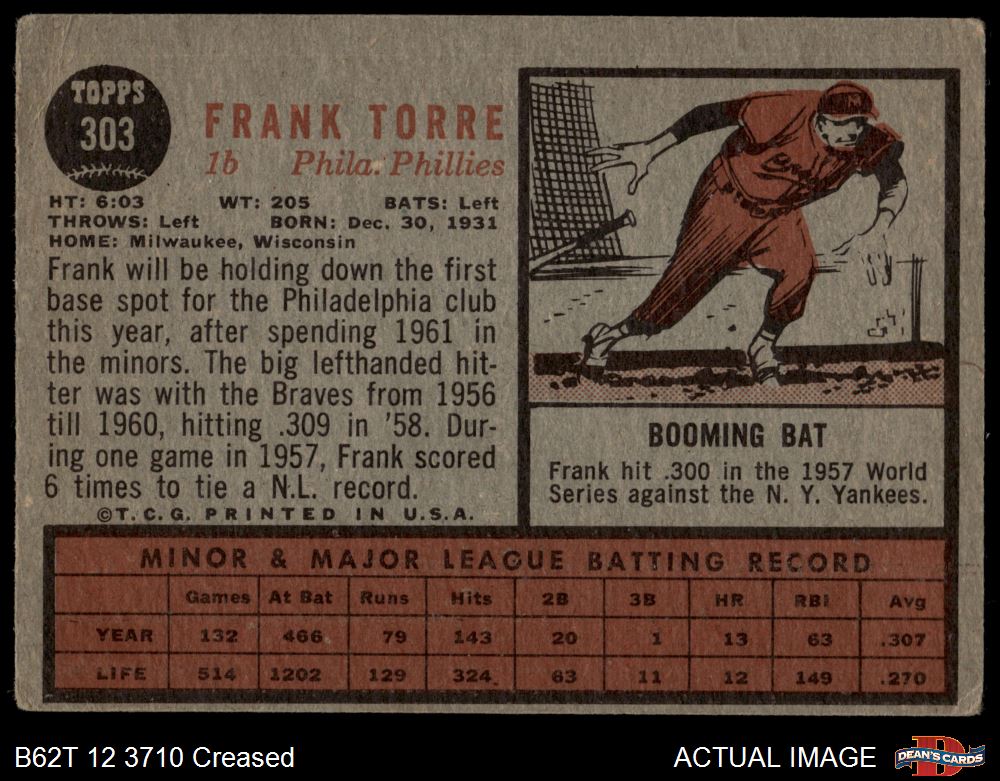 TOPPS
303
FRANK TORRE
1b Phila. Phillies
HT: 6:03 WT: 205 BATS: Left
THROWS: Left BORN: Dec. 30, 1931
HOME: Milwaukee, Wisconsin
Frank will be holding down the first
base spot for the Philadelphia club
this year, after spending 1961 in
the minors. The big lefthanded hit-
ter was with the Braves from 1956
till 1960, hitting .309 in '58. Dur-
ing one game in 1957, Frank scored
6 times to tie a N.L. record.
©T.C.G. PRINTED IN U.S.A.
M
BOOMING BAT
Frank hit .300 in the 1957 World
Series against the N. Y. Yankees.
MINOR & MAJOR LEAGUE BATTING RECORD
Games At Bat Runs Hits 2B 3B HR RBI Avg
YEAR 132 466 79 143 20 1 13 63 .307
LIFE 514 1202 129 324 63 11 12 149 .270
B62T 12 3710 Creased
ACTUAL IMAGE
D
DEAN'S CARDS